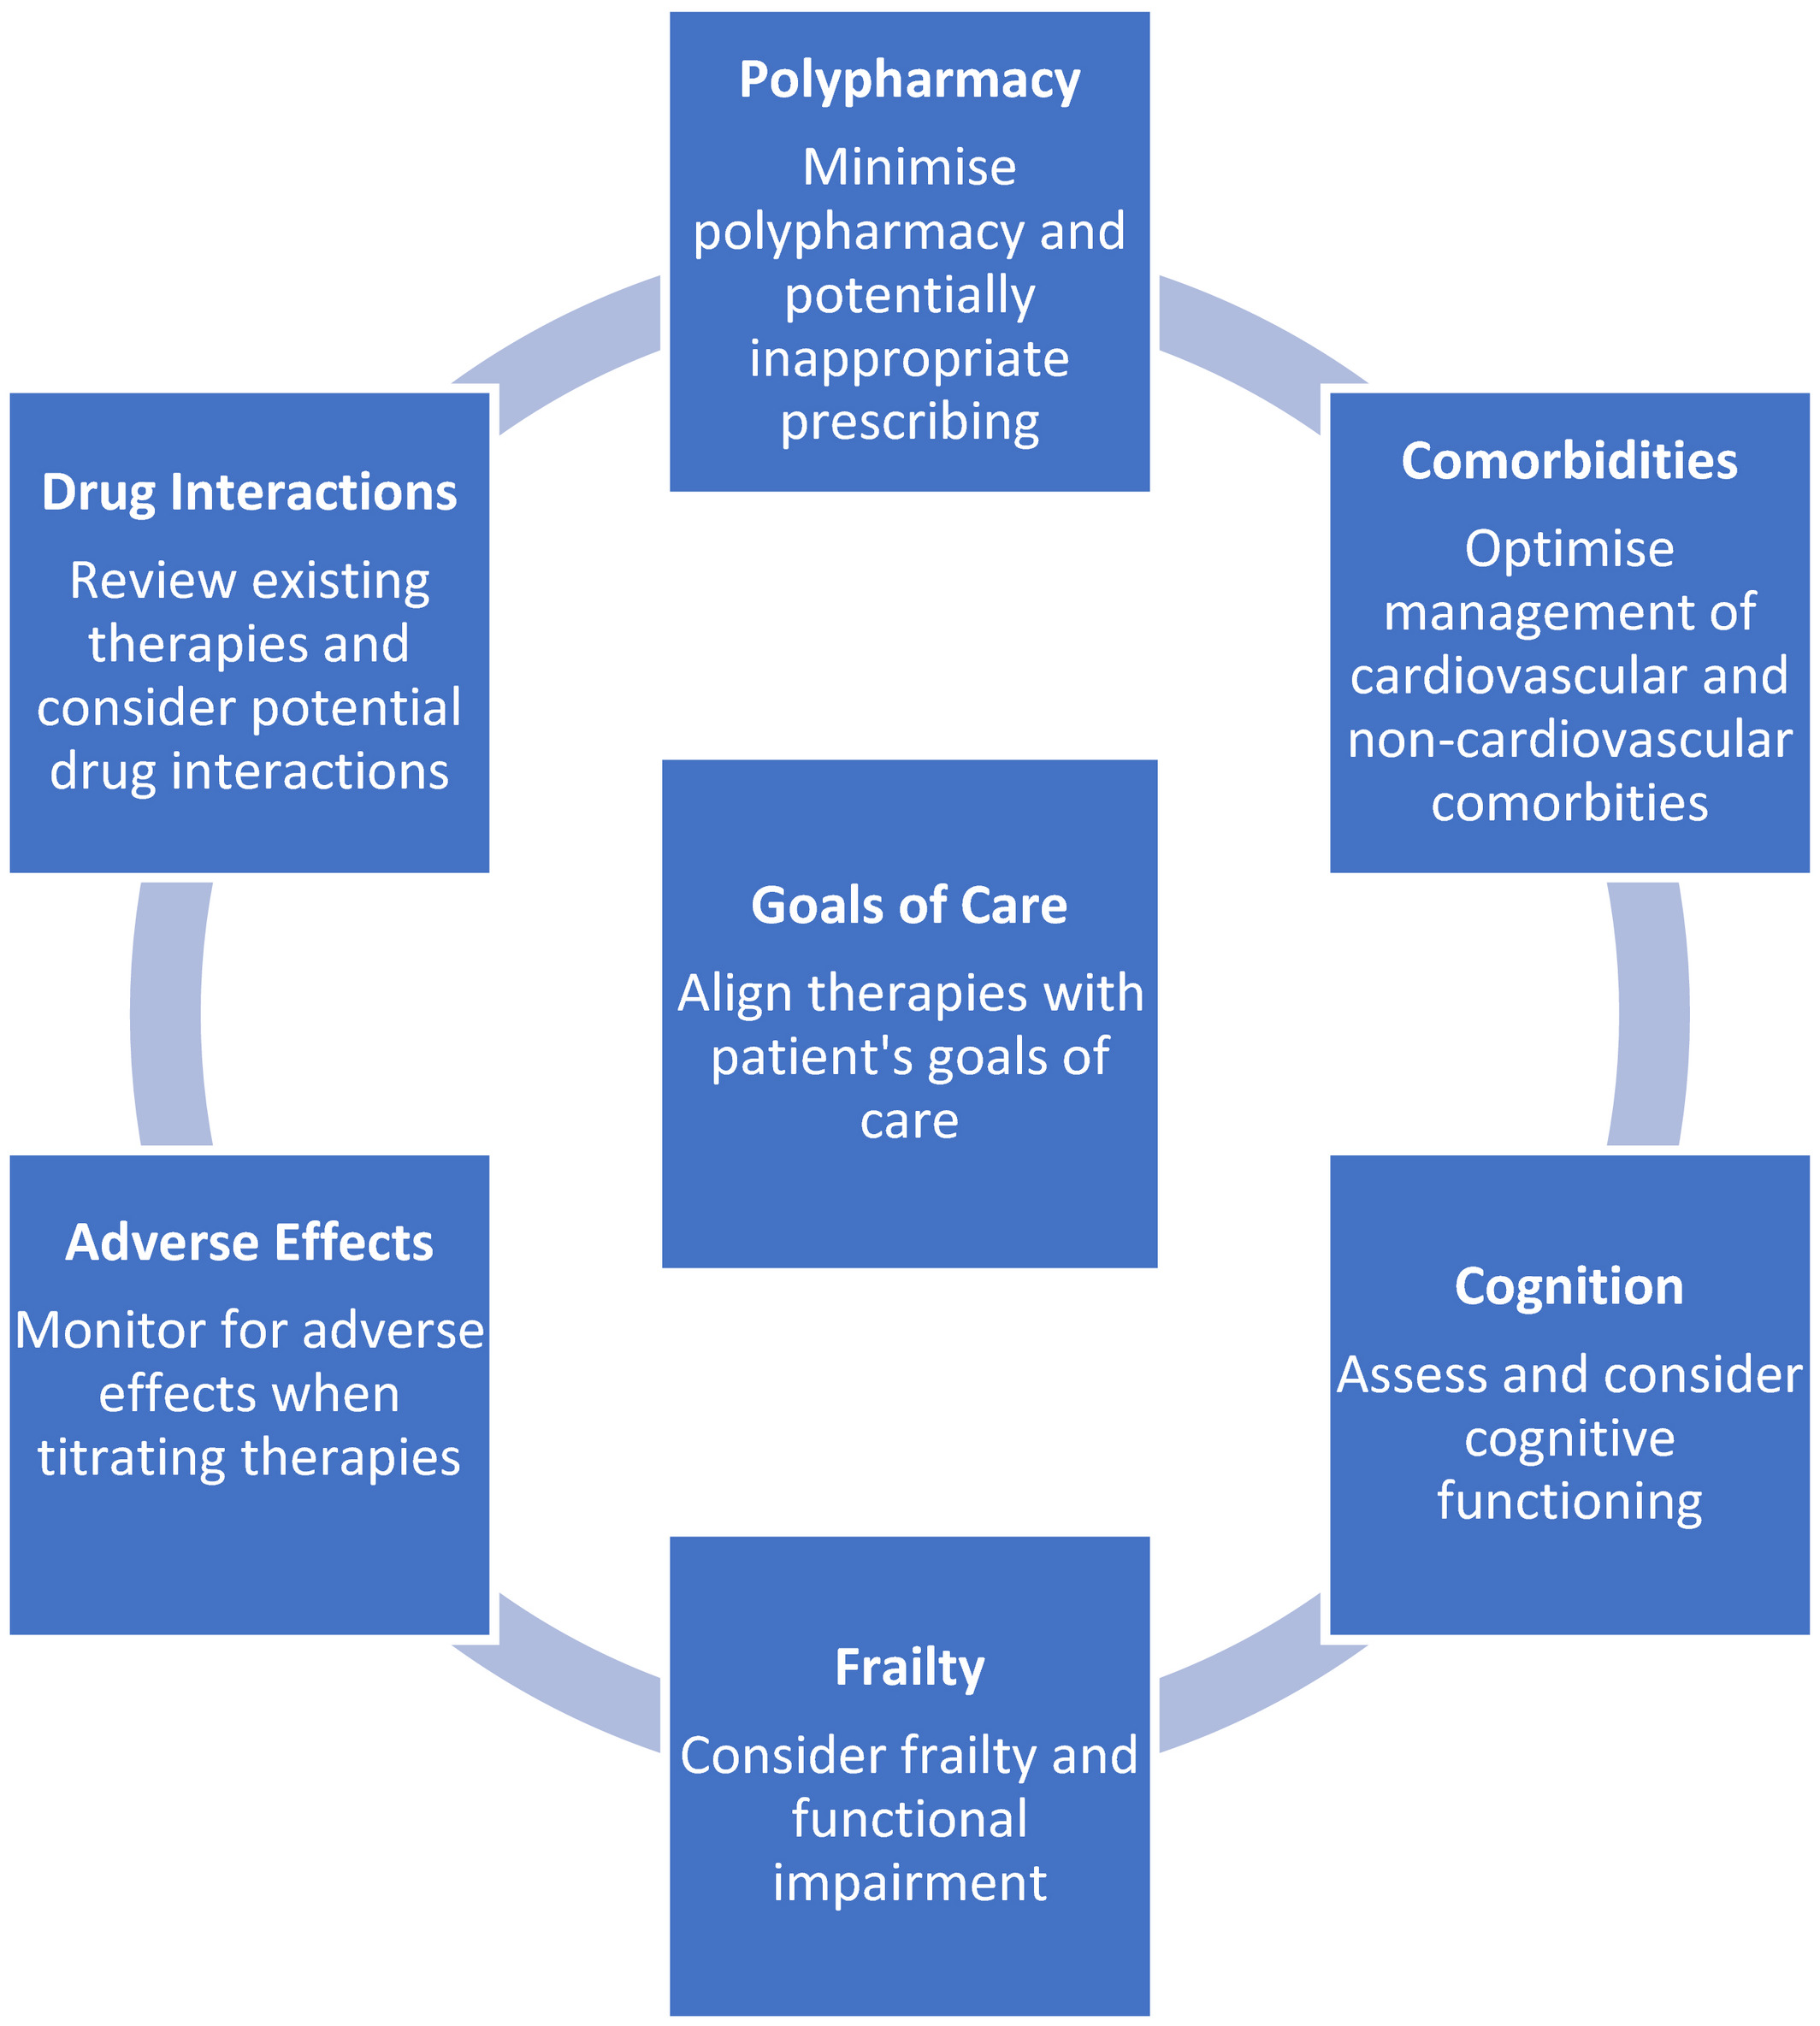 Polypharmacy
Minimise
polypharmacy and
potentially
inappropriate
prescribing
Comorbidities
Optimise
management of
cardiovascular and
non-cardiovascular
comorbities
Cognition
Assess and consider
cognitive
functioning
Frailty
Consider frailty and
functional
impairment
Adverse Effects
Monitor for adverse
effects when
titrating therapies
Drug Interactions
Review existing
therapies and
consider potential
drug interactions
Goals of Care
Align therapies with
patient's goals of
care